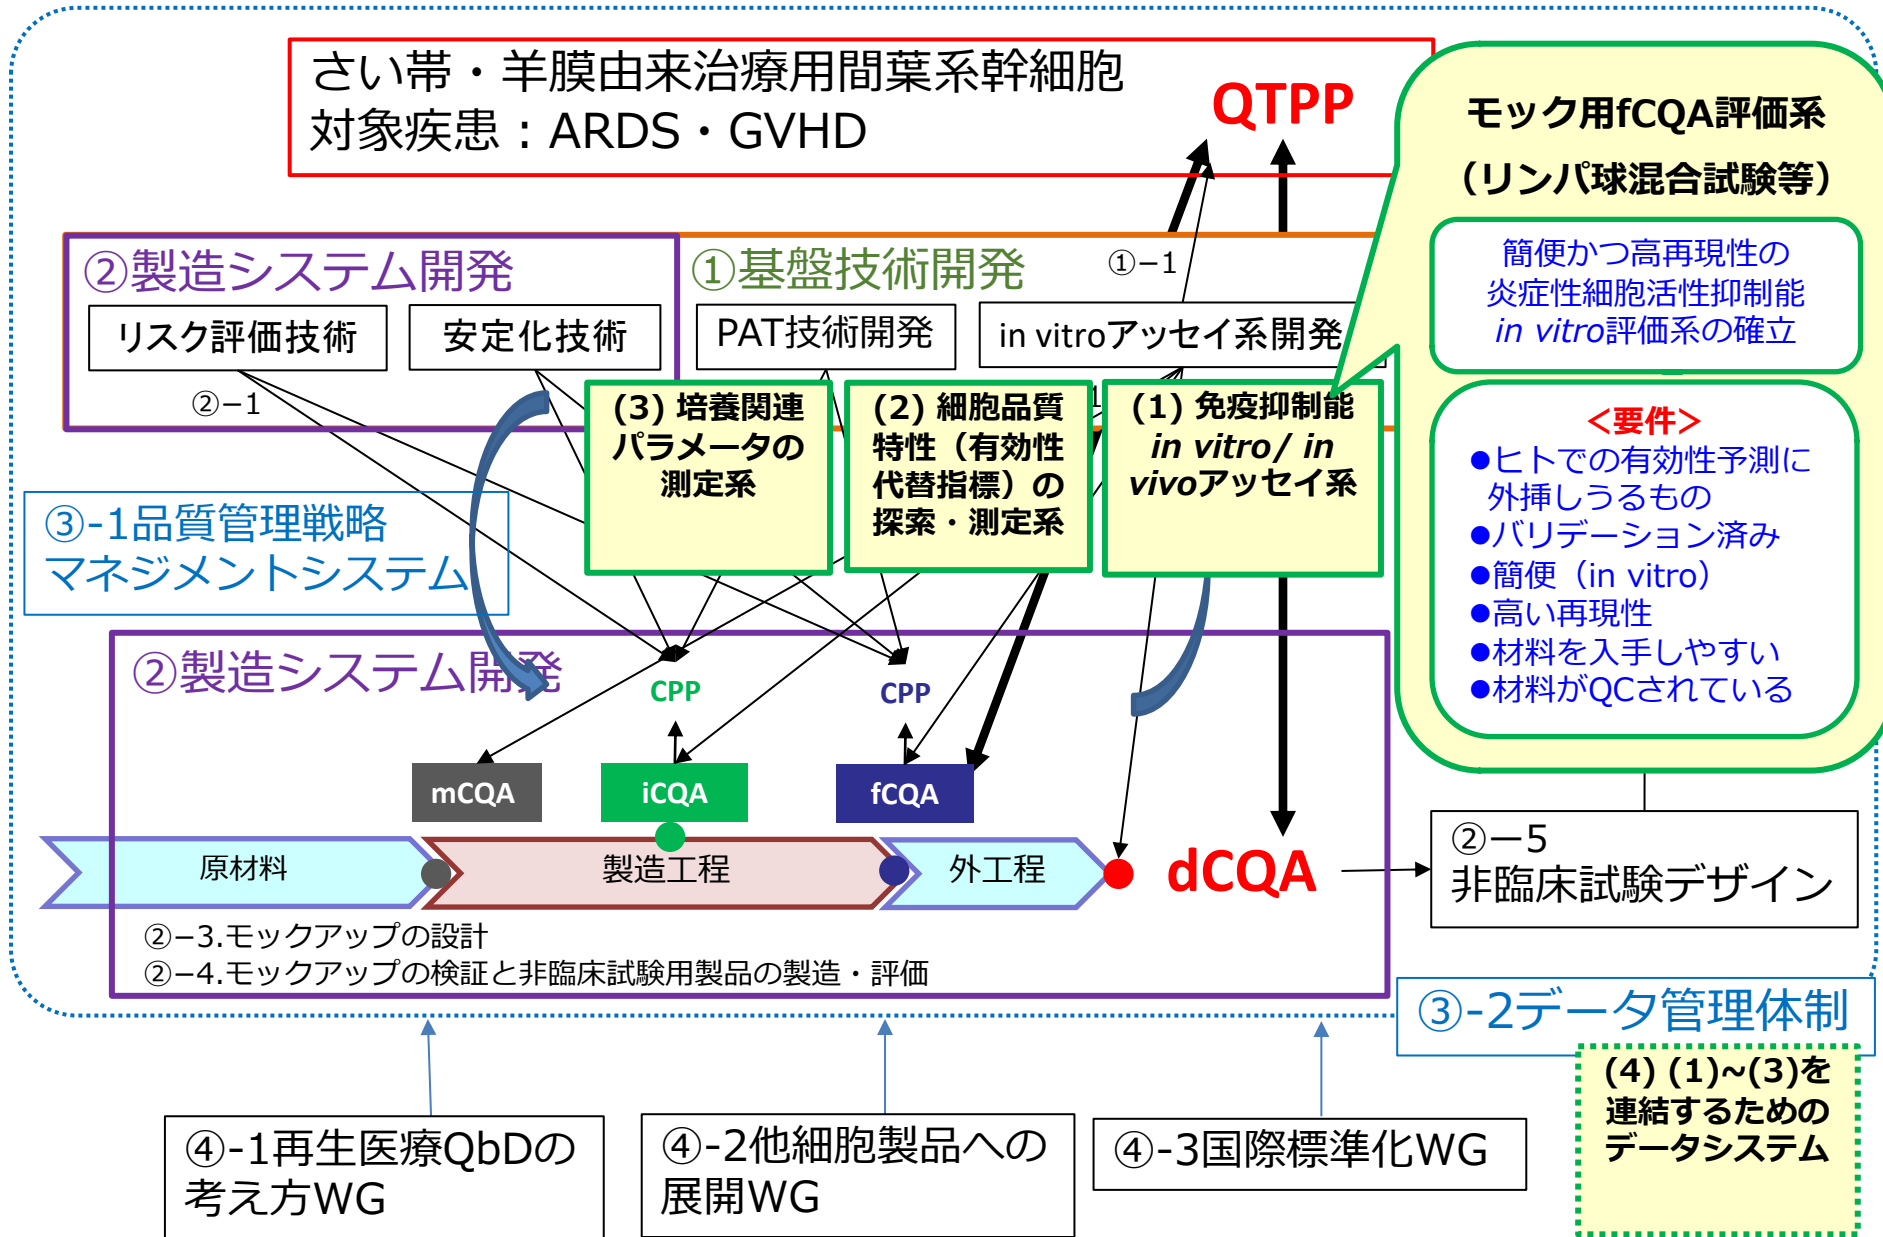 さい帯・羊膜由来治療用間葉系幹細胞
対象疾患：ARDS・GVHD
QTPP
モック用fCQA評価系
（リンパ球混合試験等）
簡便かつ高再現性の
炎症性細胞活性抑制能
in vitro評価系の確立
＜要件＞
●ヒトでの有効性予測に
外挿しうるもの
●バリデーション済み
●簡便（in vitro）
●高い再現性
●材料を入手しやすい
●材料がQCされている
②製造システム開発
リスク評価技術
安定化技術
②−1
①基盤技術開発
①−1
PAT技術開発
in vitroアッセイ系開発
(3) 培養関連
パラメータの
測定系
(2) 細胞品質
特性（有効性
代替指標）の
探索・測定系
(1) 免疫抑制能
in vitro/ in
vivoアッセイ系
③-1品質管理戦略
マネジメントシステム
②製造システム開発
CPP
CPP
mCQA
iCQA
fCQA
原材料
製造工程
外工程
dCQA
②−3.モックアップの設計
②−4.モックアップの検証と非臨床試験用製品の製造・評価
②−5
非臨床試験デザイン
③-2データ管理体制
(4) (1)~(3)を
連結するための
データシステム
④-1再生医療QbDの
考え方WG
④-2他細胞製品への
展開WG
④-3国際標準化WG